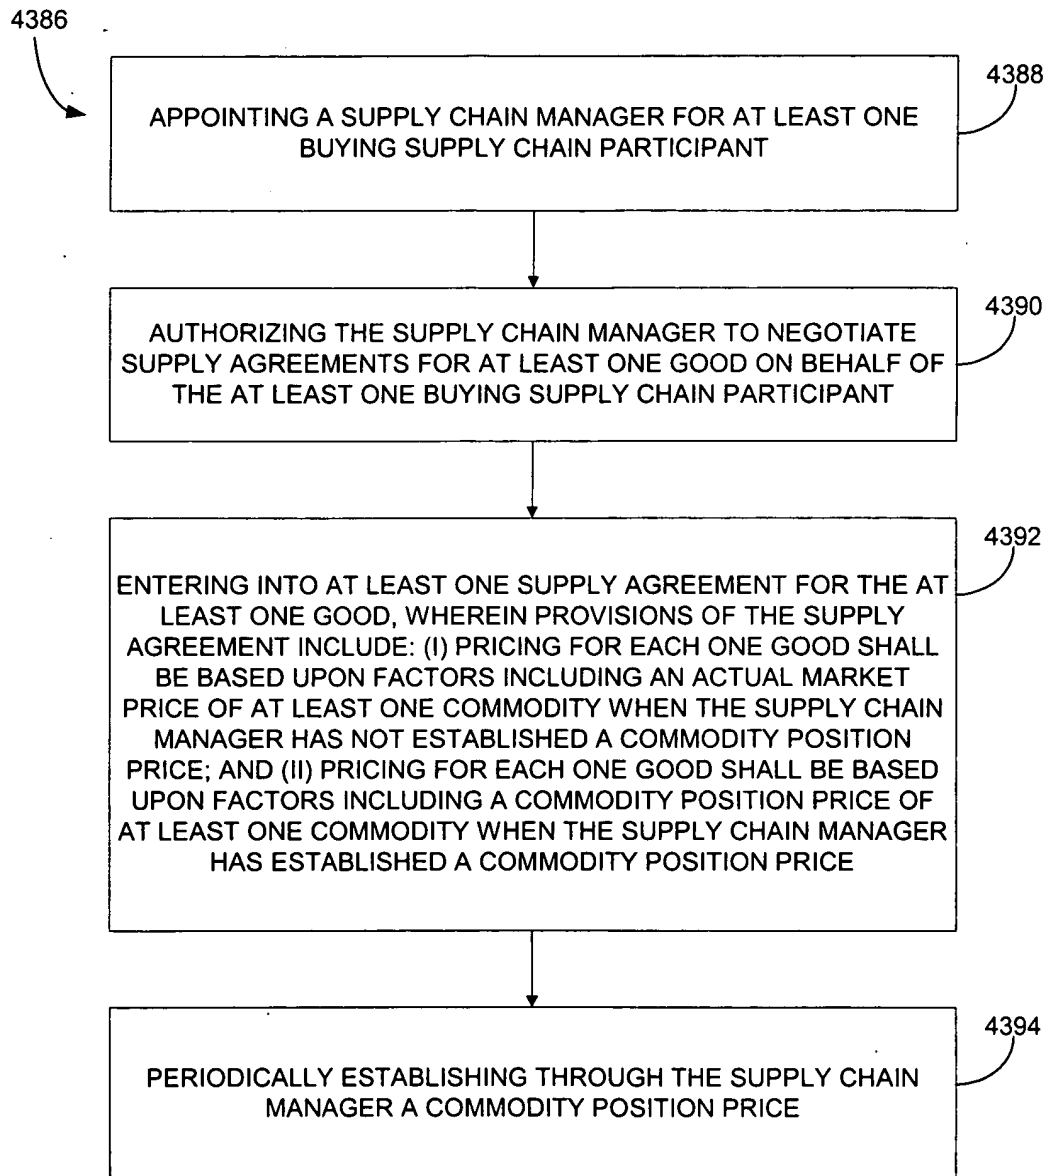 4386
4388
APPOINTING A SUPPLY CHAIN MANAGER FOR AT LEAST ONE
BUYING SUPPLY CHAIN PARTICIPANT
4390
AUTHORIZING THE SUPPLY CHAIN MANAGER TO NEGOTIATE
SUPPLY AGREEMENTS FOR AT LEAST ONE GOOD ON BEHALF OF
THE AT LEAST ONE BUYING SUPPLY CHAIN PARTICIPANT
4392
ENTERING INTO AT LEAST ONE SUPPLY AGREEMENT FOR THE AT
LEAST ONE GOOD, WHEREIN PROVISIONS OF THE SUPPLY
AGREEMENT INCLUDE: (I) PRICING FOR EACH ONE GOOD SHALL
BE BASED UPON FACTORS INCLUDING AN ACTUAL MARKET
PRICE OF AT LEAST ONE COMMODITY WHEN THE SUPPLY CHAIN
MANAGER HAS NOT ESTABLISHED A COMMODITY POSITION
PRICE; AND (II) PRICING FOR EACH ONE GOOD SHALL BE BASED
UPON FACTORS INCLUDING A COMMODITY POSITION PRICE OF
AT LEAST ONE COMMODITY WHEN THE SUPPLY CHAIN MANAGER
HAS ESTABLISHED A COMMODITY POSITION PRICE
4394
PERIODICALLY ESTABLISHING THROUGH THE SUPPLY CHAIN
MANAGER A COMMODITY POSITION PRICE